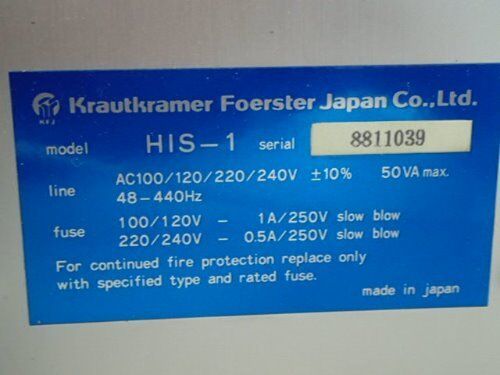 KFJ
Krautkramer Foerster Japan Co.,Ltd.
model HIS-1 serial 8811039
line AC100/120/220/240V ±10% 50VA max.
48-440Hz
fuse 100/120V - 1A/250V slow blow
220/240V - 0.5A/250V slow blow
For continued fire protection replace only
with specified type and rated fuse.
made in japan